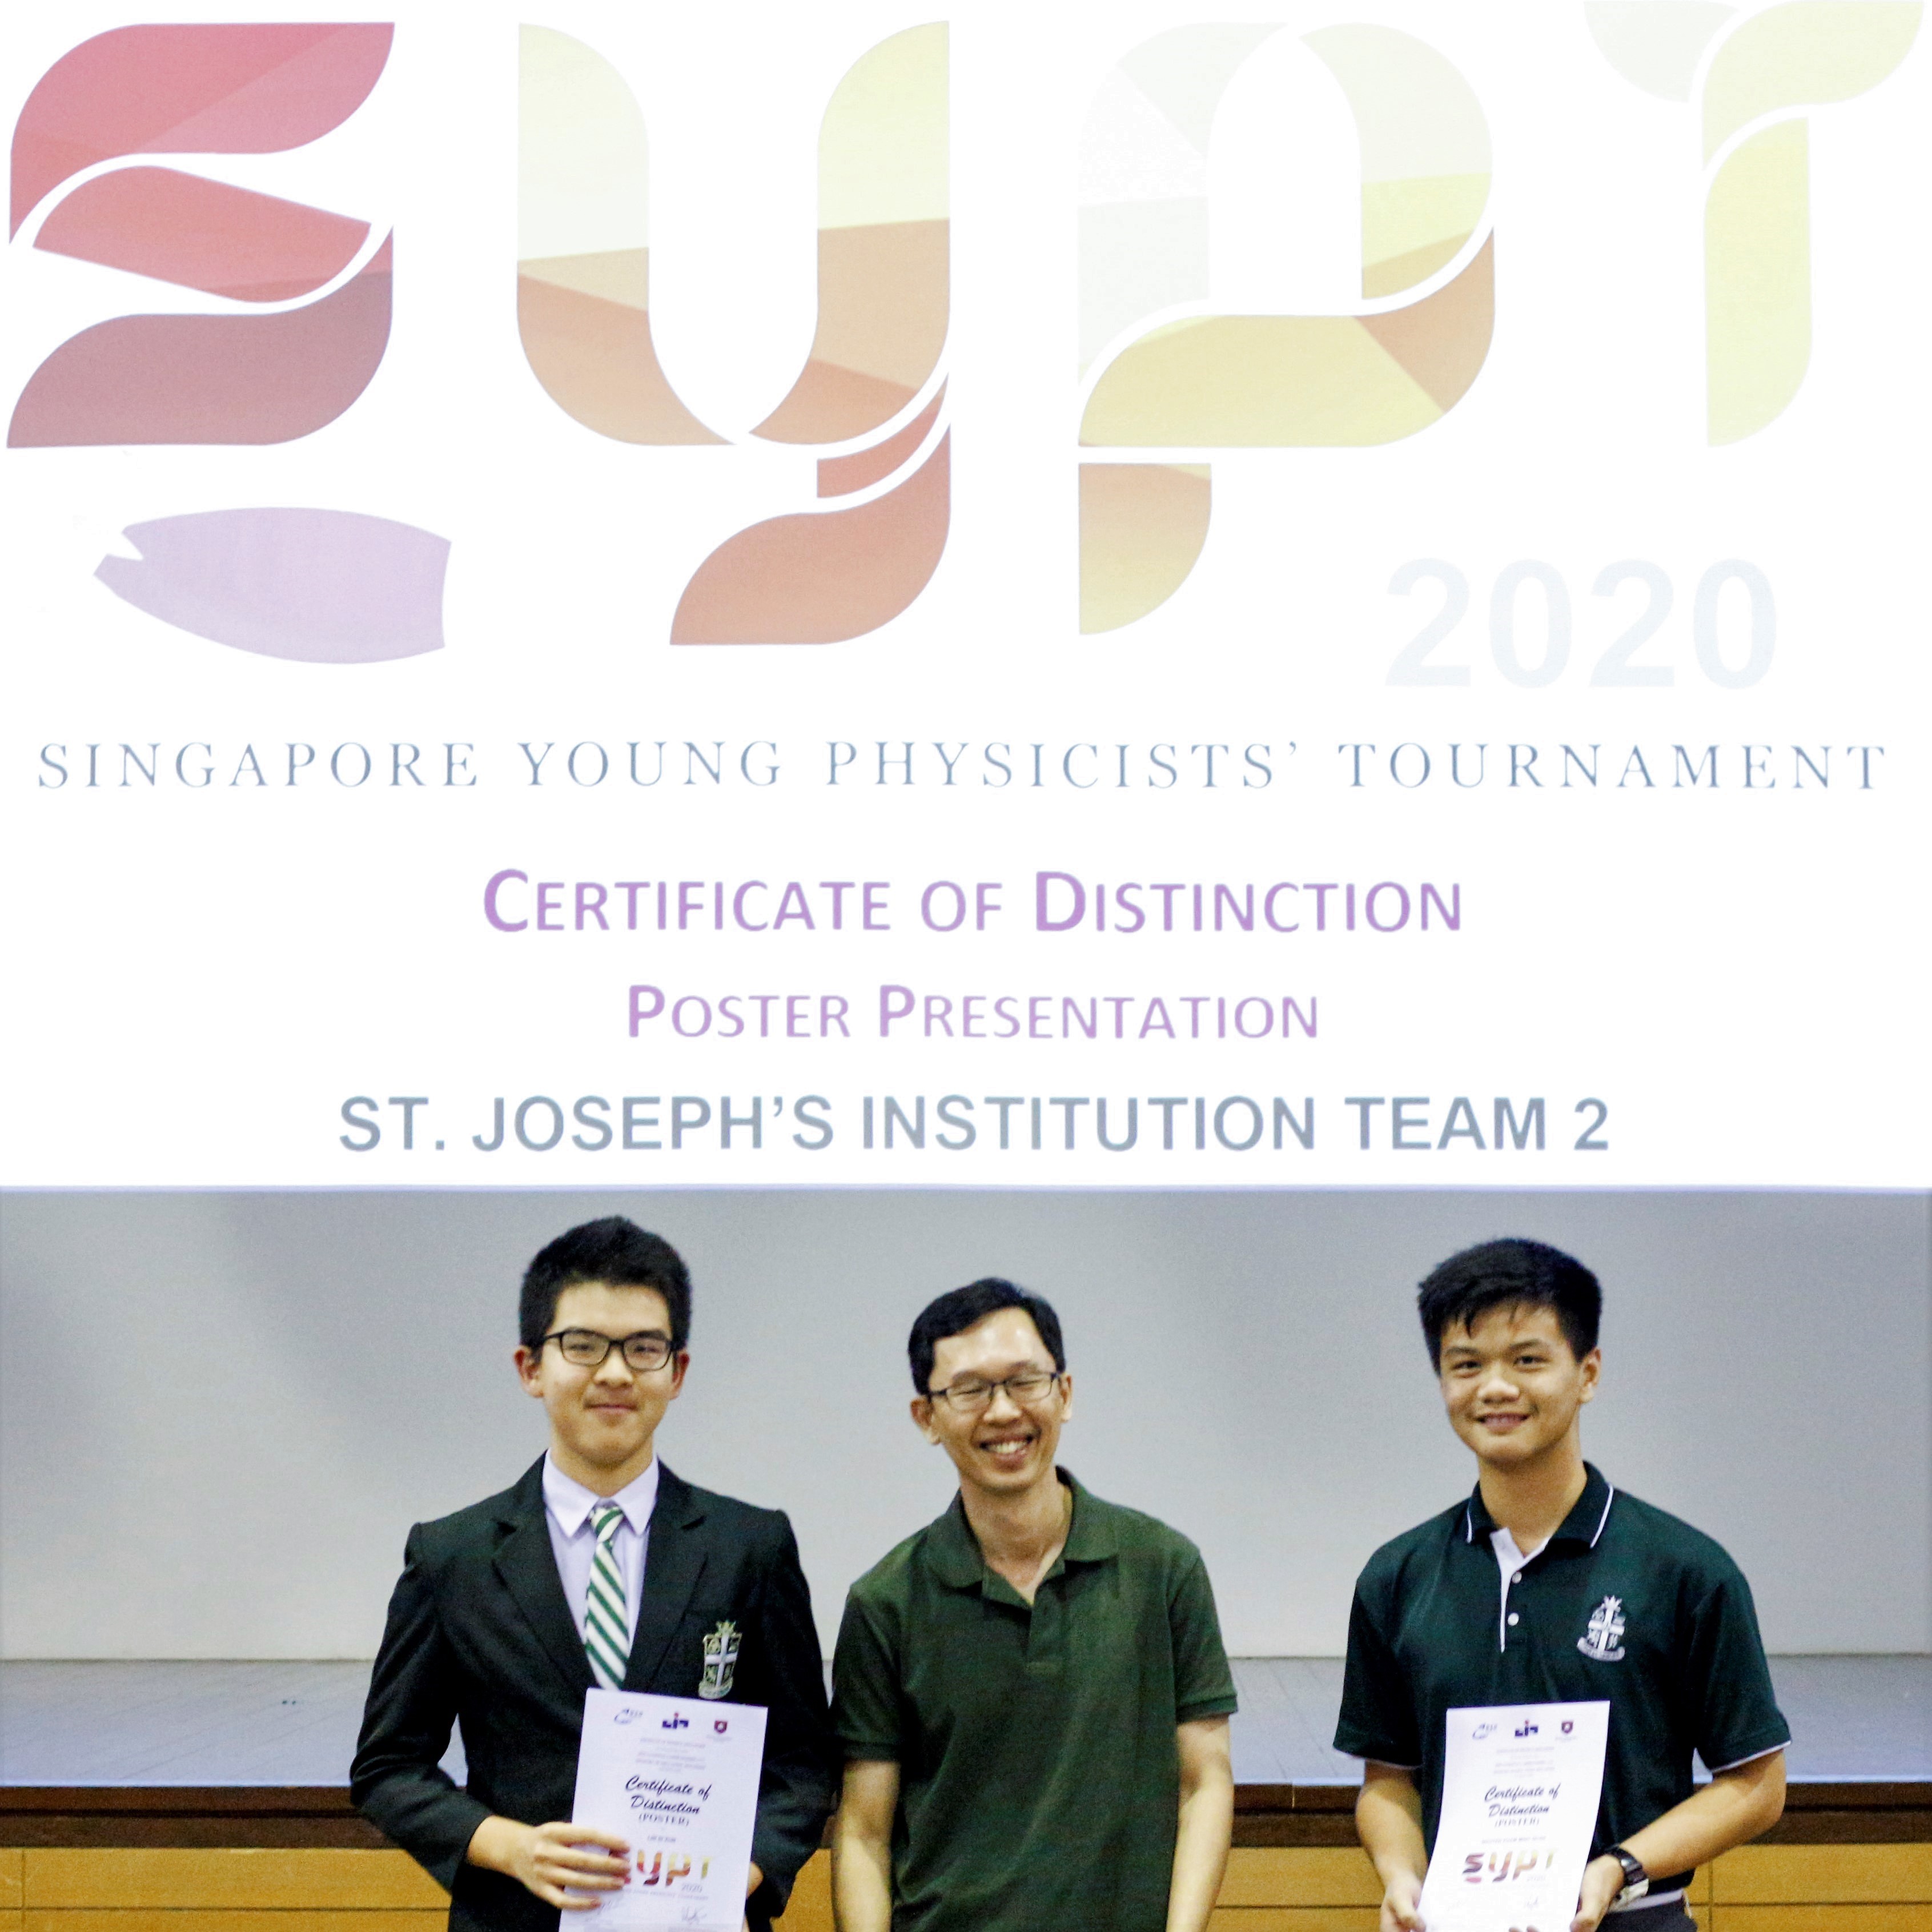 SYPT
2020
SINGAPORE YOUNG PHYSICISTS' TOURNAMENT
CERTIFICATE OF DISTINCTION
POSTER PRESENTATION
ST. JOSEPH'S INSTITUTION TEAM 2
Certificate of
Distinction
(POSTER)
SYPT
2020
Certificate of
Distinction
(POSTER)
SYPT